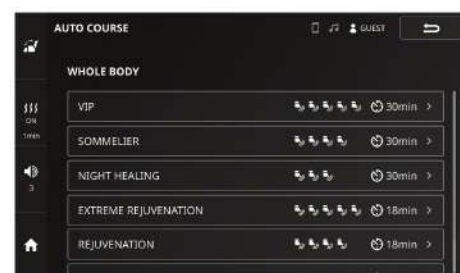 AUTO COURSE GUEST
WHOLE BODY
VIP 30min >
ON
1min
SOMMELIER 30min >
3
NIGHT HEALING 30min >
EXTREME REJUVENATION 18min >
REJUVENATION 18min >